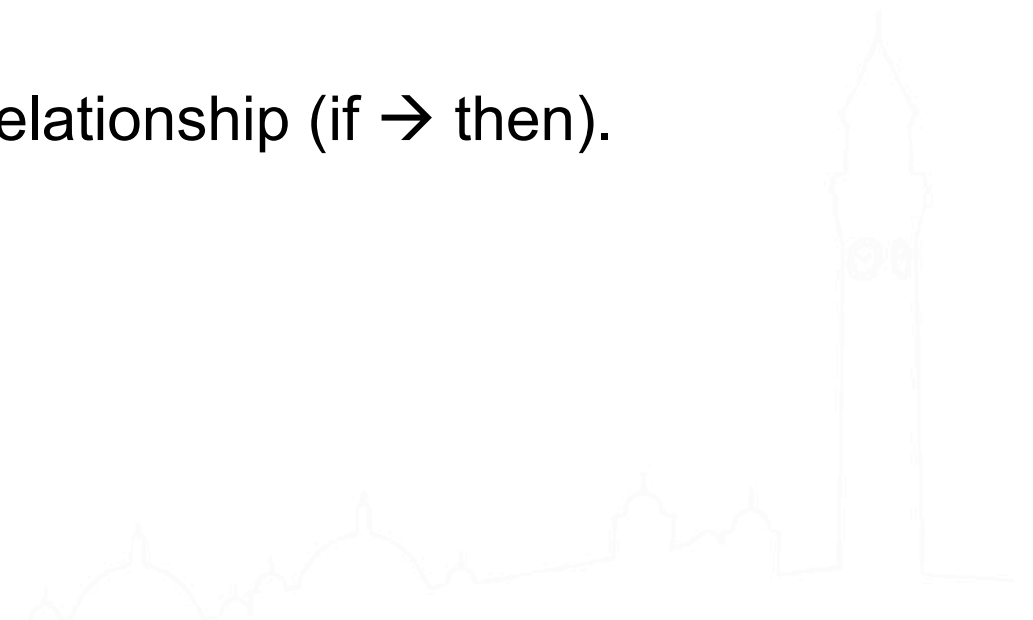 elationship (if → then).